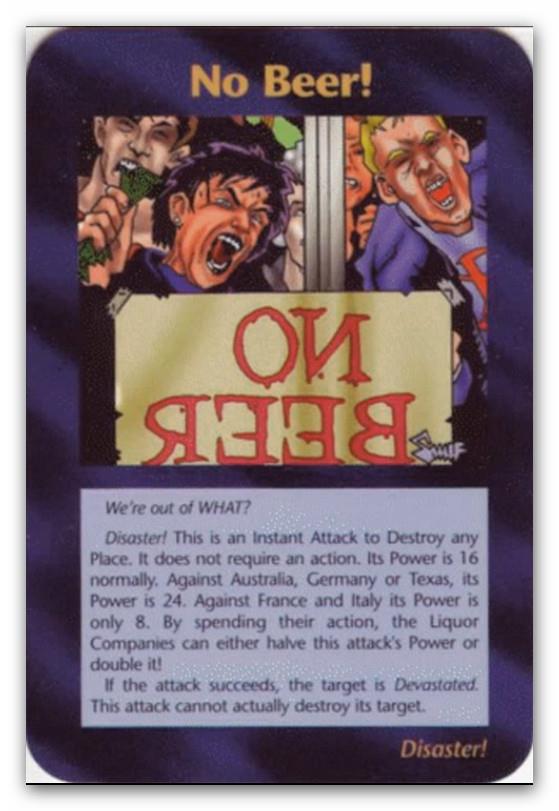 No Beer!
NO
BEER
We're out of WHAT?
Disaster! This is an Instant Attack to Destroy any
Place. It does not require an action. Its Power is 16
normally. Against Australia, Germany or Texas, its
Power is 24. Against France and Italy its Power is
only 8. By spending their action, the Liquor
Companies can either halve this attack's Power or
double it!
If the attack succeeds, the target is Devastated.
This attack cannot actually destroy its target.
Disaster!